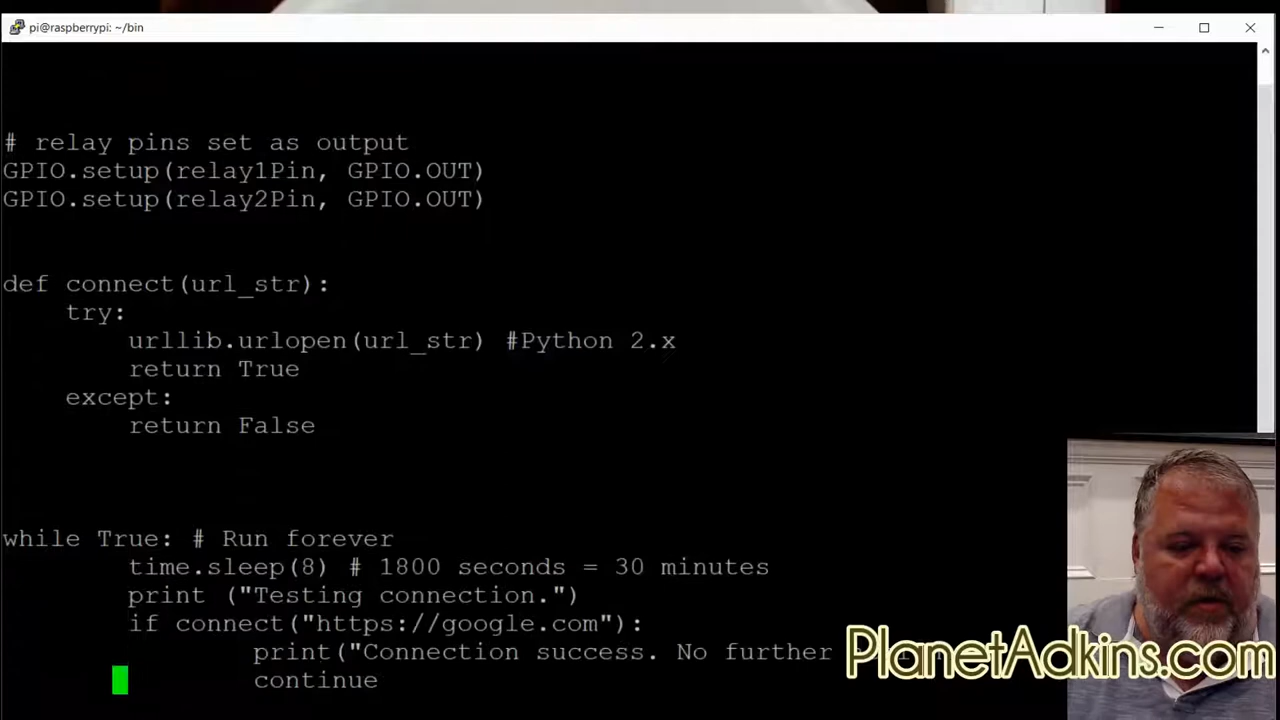 pi@raspberrypi: ~/bin
# relay pins set as output
GPIO.setup(relay1Pin, GPIO.OUT)
GPIO.setup(relay2Pin, GPIO.OUT)
def connect(url_str):
try:
urllib.urlopen(url_str) #Python 2.x
return True
except:
return False
while True: # Run forever
time.sleep(8) # 1800 seconds = 30 minutes
print ("Testing connection.")
if connect("https://google.com"):
print("Connection success. No further
continue
PlanetAdkins.com